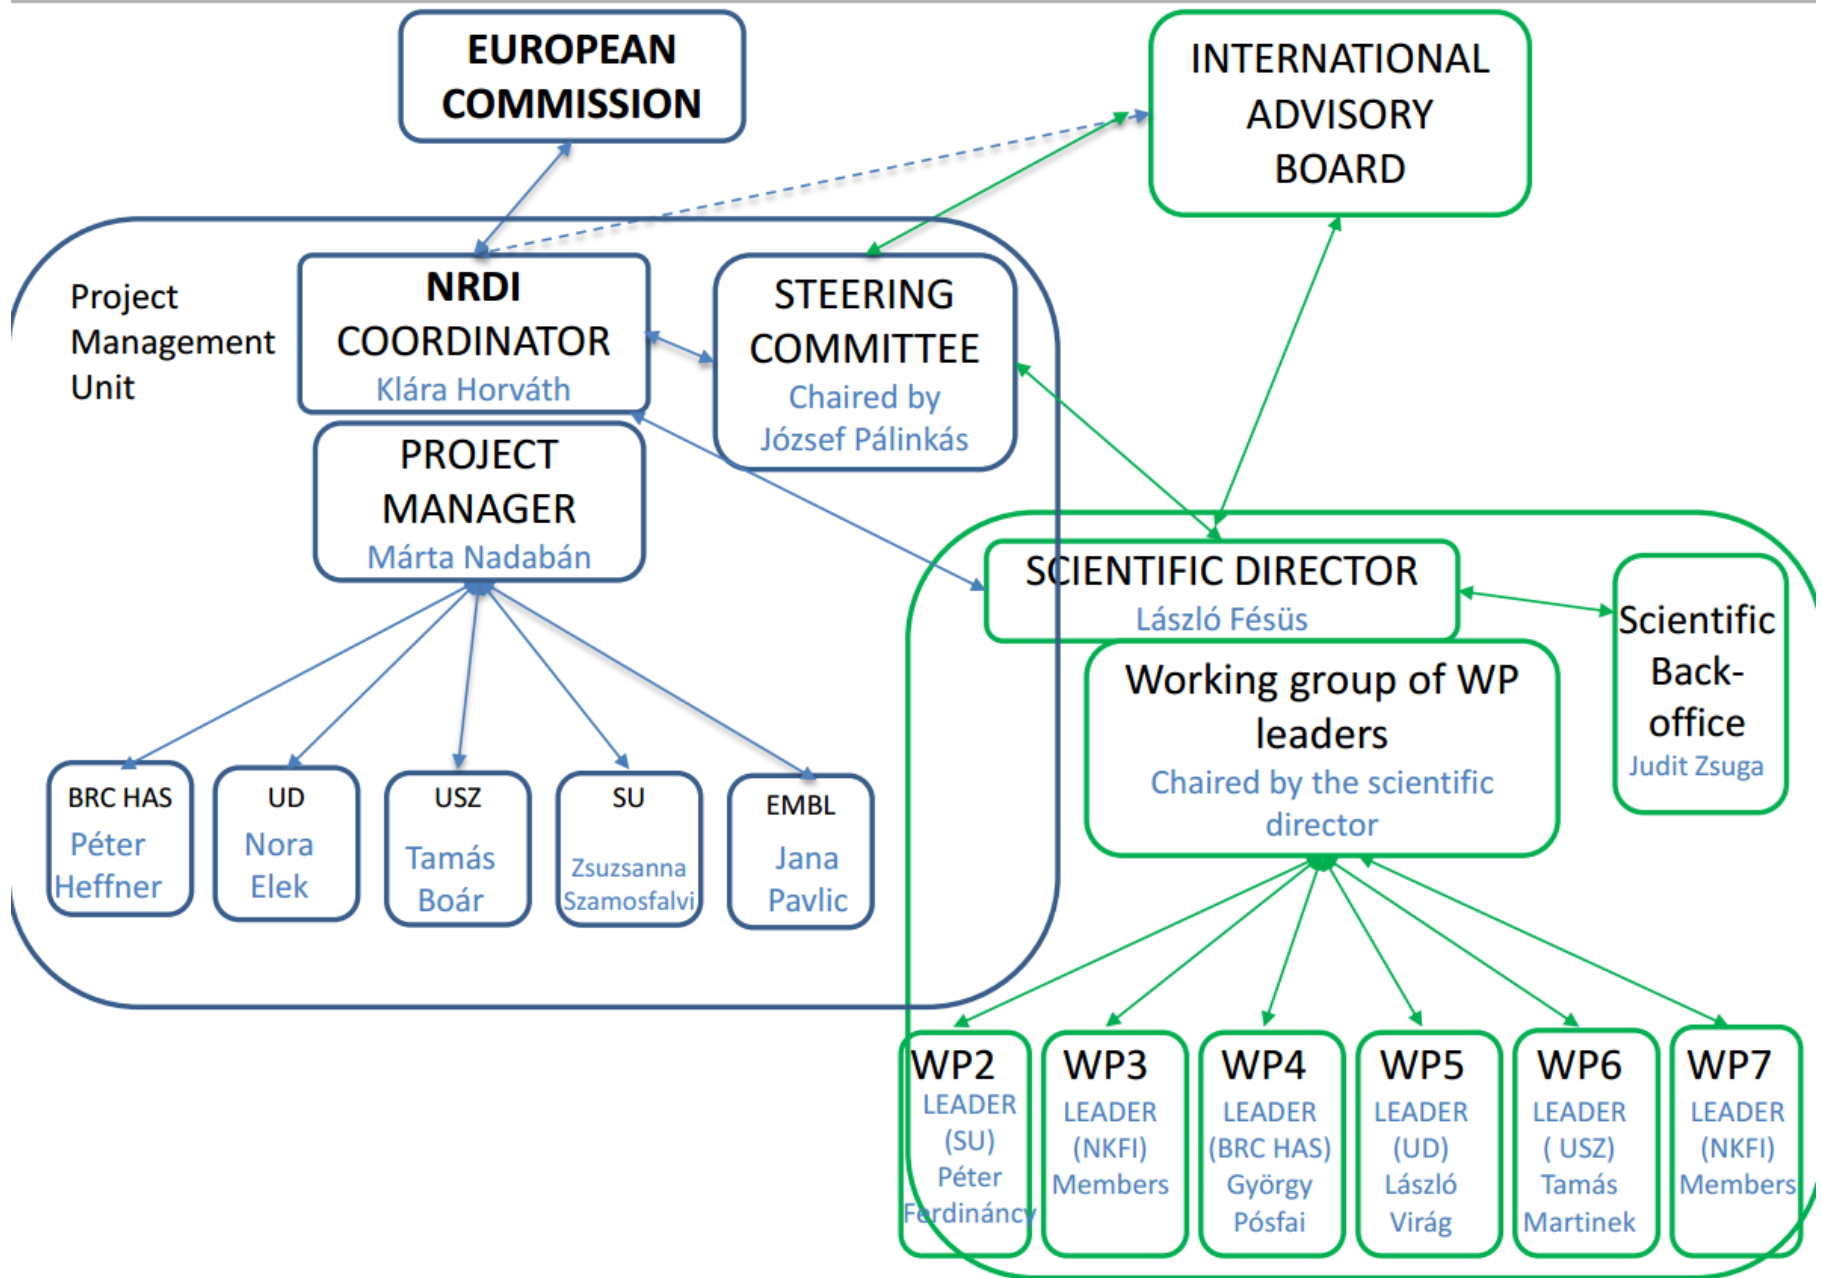 EUROPEAN
COMMISSION
INTERNATIONAL
ADVISORY
BOARD
Project
Management
Unit
NRDI
COORDINATOR
Klára Horváth
STEERING
COMMITTEE
Chaired by
József Pálinkás
PROJECT
MANAGER
Márta Nadabán
SCIENTIFIC DIRECTOR
László Fésüs
Working group of WP
leaders
Chaired by the scientific
director
Scientific
Back-
office
Judit Zsuga
BRC HAS
Péter
Heffner
UD
Nora
Elek
USZ
Tamás
Boár
SU
Zsuzsanna
Szamosfalvi
EMBL
Jana
Pavlic
WP2
LEADER
(SU)
Péter
Ferdináncy
WP3
LEADER
(NKFI)
Members
WP4
LEADER
(BRC HAS)
György
Pósfai
WP5
LEADER
(UD)
László
Virág
WP6
LEADER
( USZ)
Tamás
Martinek
WP7
LEADER
(NKFI)
Members